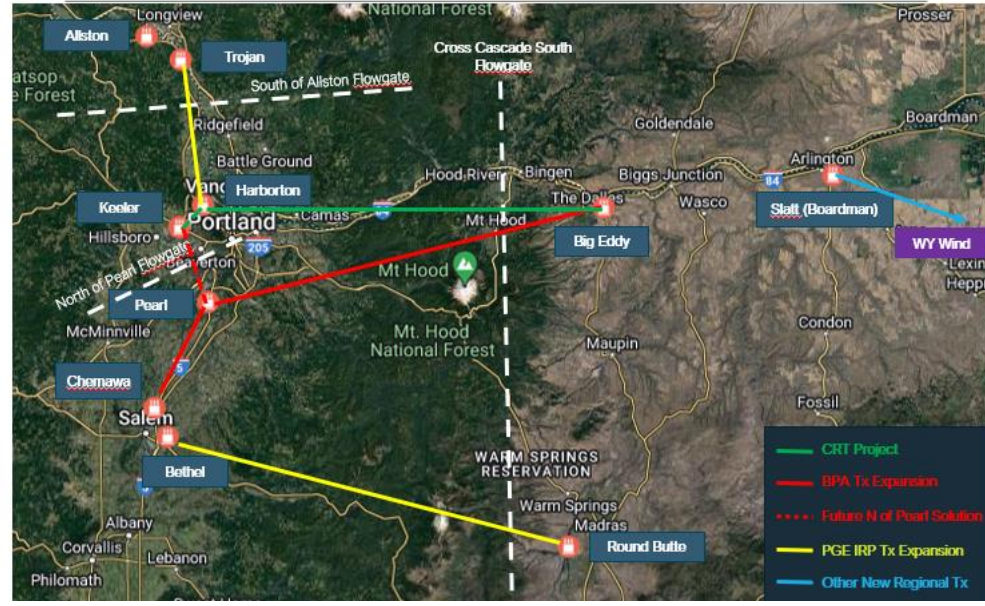 National Forest
Longview
Prosser
Allston
Trojan
Cross Cascade South
Flowgate
atsop
e Forest
South of Allston Flowgate
Ridgefield
Goldendale
Boardman
Battle Ground
Arlington
Hood River
Bingen
Biggs Junction
84
Vanc
Harborton
The Dalles
Keeler
Portland
Camas
Mt Hood
Wasco
Slatt (Boardman)
Hillsboro
205
Big Eddy
WY Wind
Beaverton
North of Pearl Flowgate
Mt Hood
Lexin
Hepp
Pearl
McMinnville
Mt. Hood
National Forest
Condon
Maupin
5
Chemawa
Fossil
Salem
CRT Project
Bethel
WARM SPRINGS
RESERVATION
BPA Tx Expansion
Warm Springs
Future N of Pearl Solution
Albany
Madras
Round Butte
PGE IRP Tx Expansion
Corvallis
Lebanon
Philomath
Other New Regional Tx